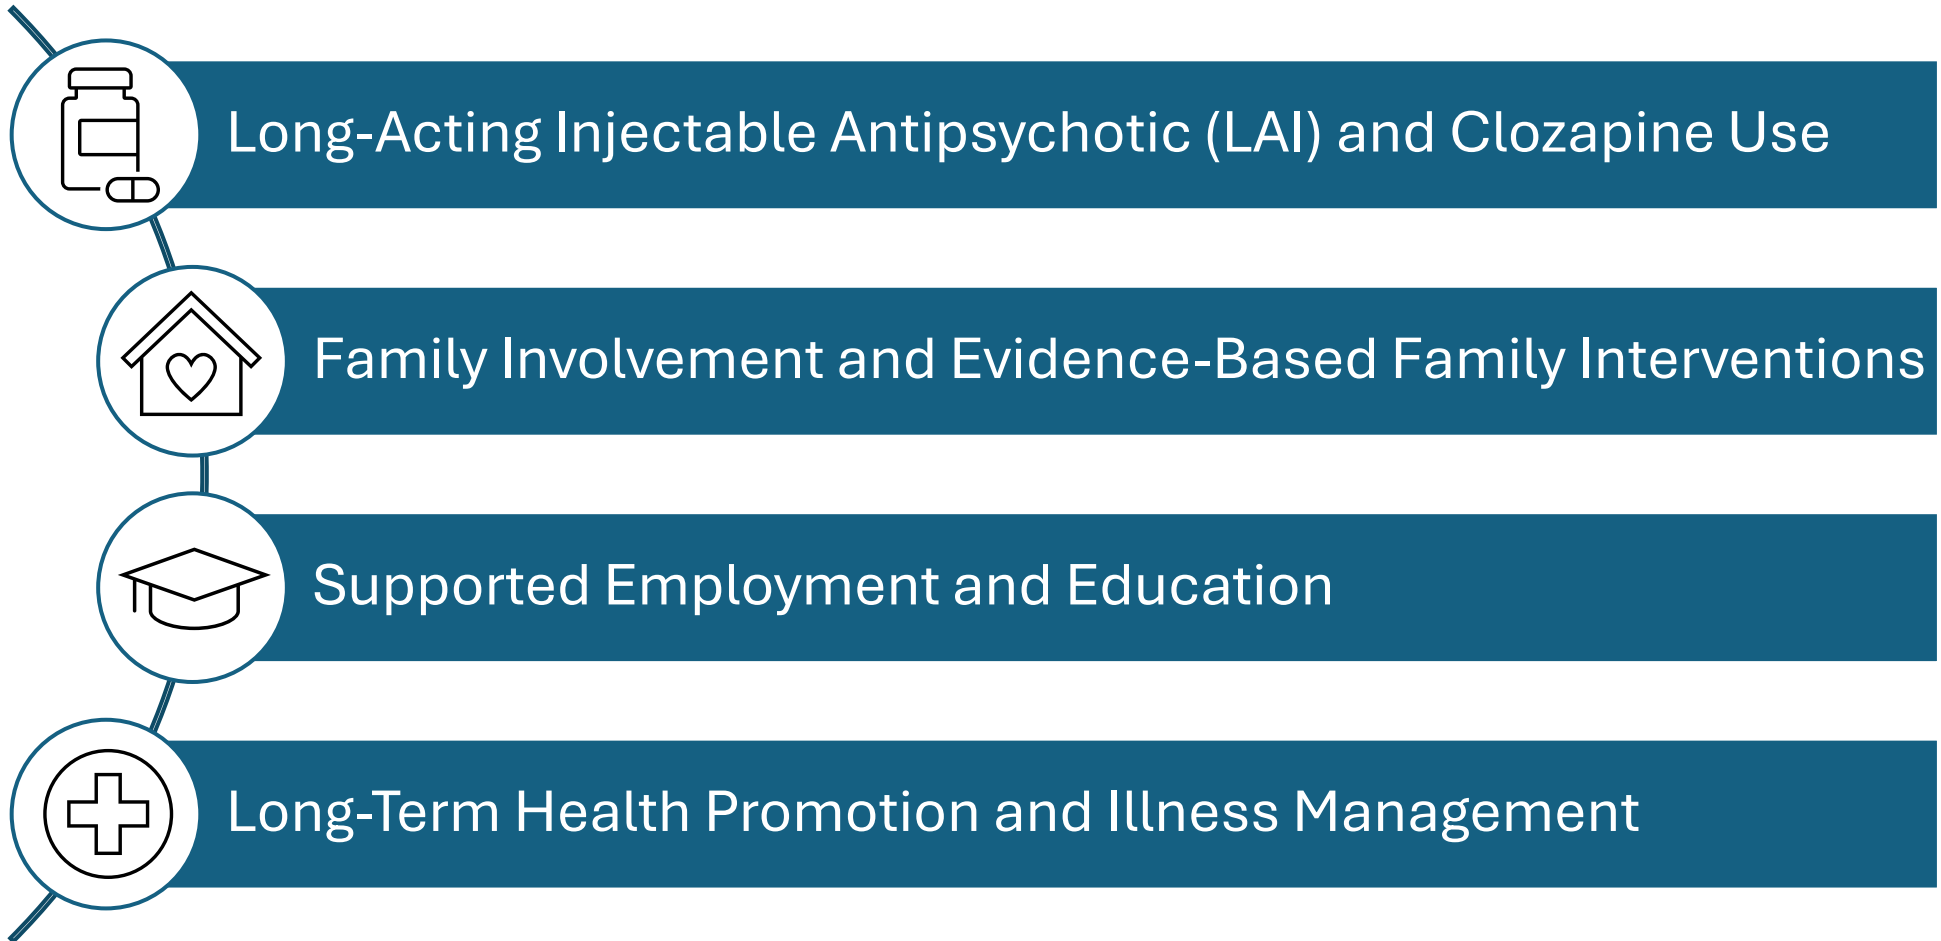 Long-Acting Injectable Antipsychotic (LAI) and Clozapine Use
Family Involvement and Evidence-Based Family Interventions
Supported Employment and Education
Long-Term Health Promotion and Illness Management